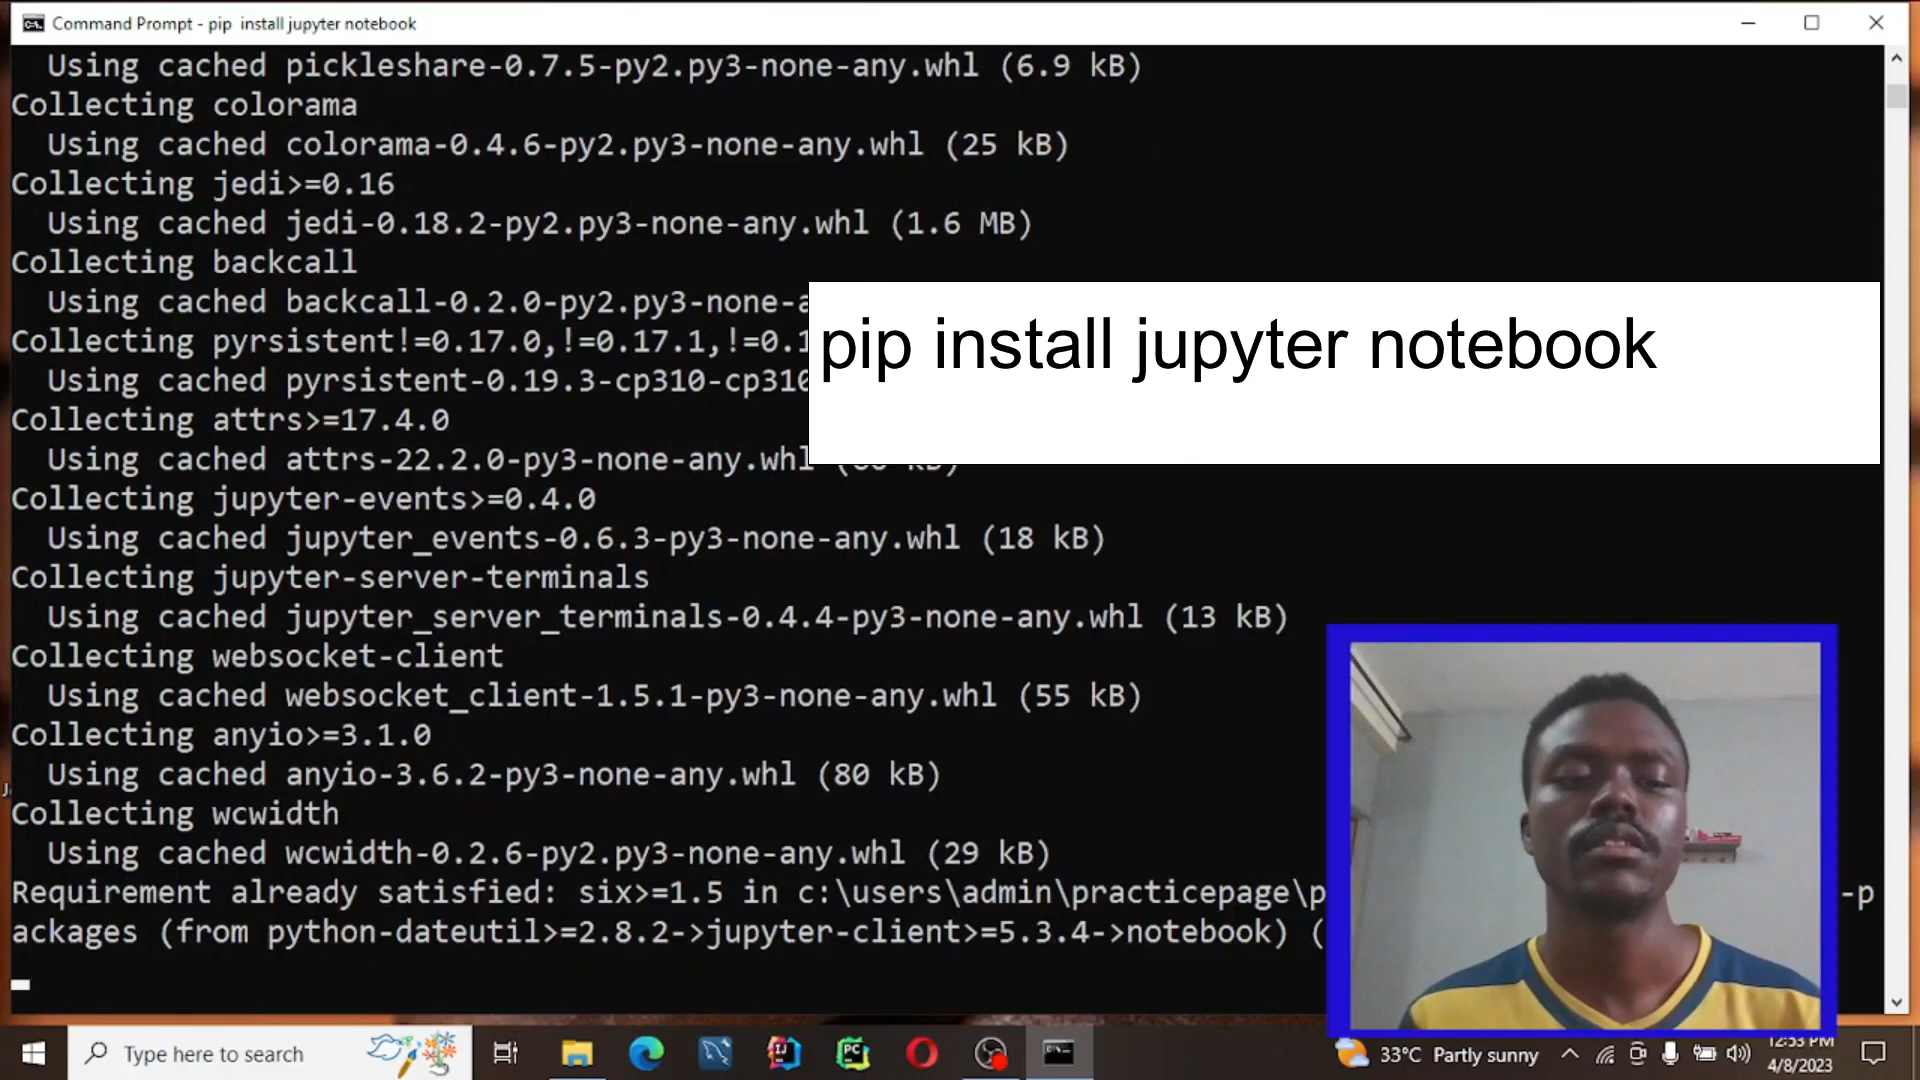 Command Prompt - pip  install jupyter notebook
Using cached pickleshare-0.7.5-py2.py3-none-any.whl (6.9 kB)
Collecting colorama
Using cached colorama-0.4.6-py2.py3-none-any.whl (25 kB)
Collecting jedi>=0.16
Using cached jedi-0.18.2-py2.py3-none-any.whl (1.6 MB)
Collecting backcall
Using cached backcall-0.2.0-py2.py3-none-
Collecting pyrsistent!=0.17.0,!=0.17.1,!=0.1
pip install jupyter notebook
Using cached pyrsistent-0.19.3-cp310-cp310
Collecting attrs>=17.4.0
Using cached attrs-22.2.0-py3-none-any.whl
Collecting jupyter-events>=0.4.0
Using cached jupyter_events-0.6.3-py3-none-any.whl (18 kB)
Collecting jupyter-server-terminals
Using cached jupyter_server_terminals-0.4.4-py3-none-any.whl (13 kB)
Collecting websocket-client
Using cached websocket_client-1.5.1-py3-none-any.whl (55 kB)
Collecting anyio>=3.1.0
Using cached anyio-3.6.2-py3-none-any.whl (80 kB)
Collecting wcwidth
Using cached wcwidth-0.2.6-py2.py3-none-any.whl (29 kB)
Requirement already satisfied: six>=1.5 in c:\users\admin\practicepage\p -p
ackages (from python-dateutil>=2.8.2->jupyter-client>=5.3.4->notebook) (
Type here to search
33°C Partly sunny
12:53 PM
4/8/2023